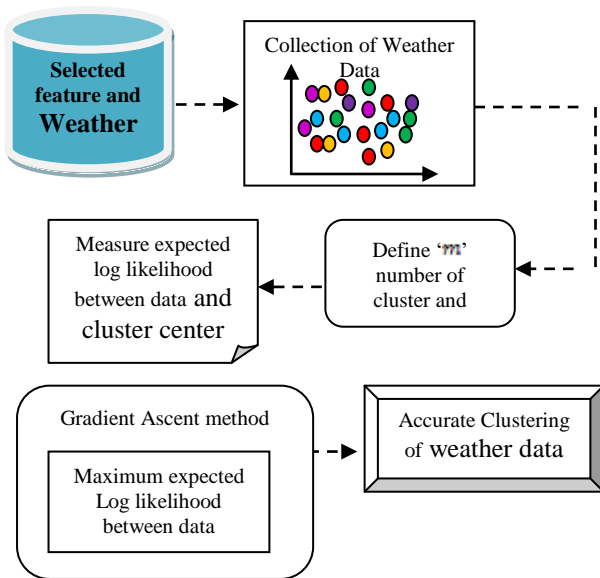 Selected
feature and
Weather
Collection of Weather
Data
Define ‘m’
number of
cluster and
Measure expected
log likelihood
between data and
cluster center
Gradient Ascent method
Maximum expected
Log likelihood
between data
Accurate Clustering
of weather data